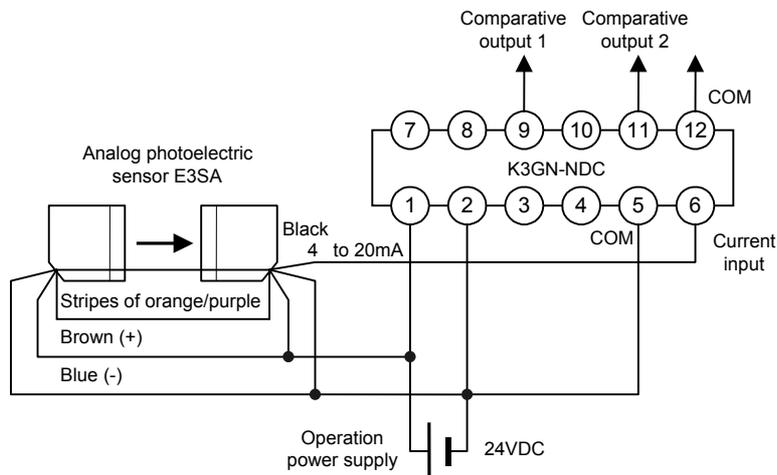 Comparative
output 1
Comparative
output 2
COM
7 8 9 10 11 12
K3GN-NDC
Analog photoelectric
sensor E3SA
1 2 3 4 5 6
COM
Current
input
Black
4 to 20mA
Stripes of orange/purple
Brown (+)
Blue (-)
Operation
power supply
24VDC